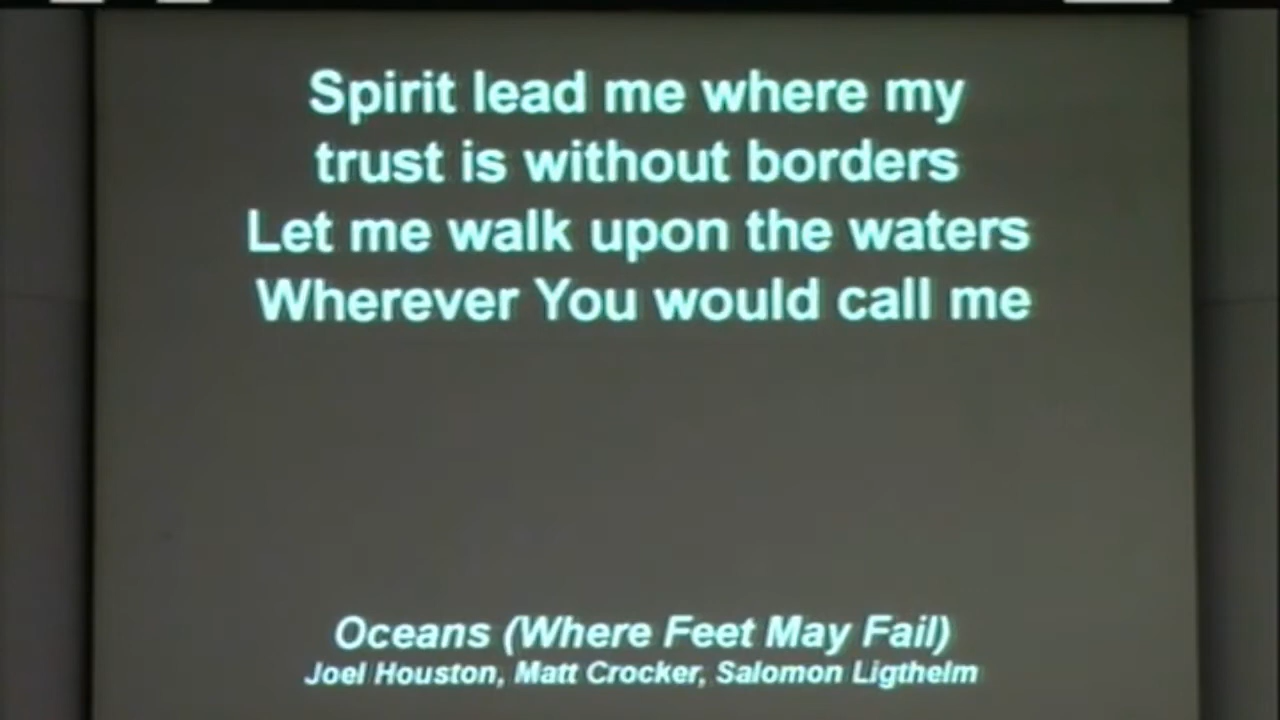 Spirit lead me where my
trust is without borders
Let me walk upon the waters
Wherever You would call me
Oceans (Where Feet May Fail)
Joel Houston, Matt Crocker, Salomon Ligthelm